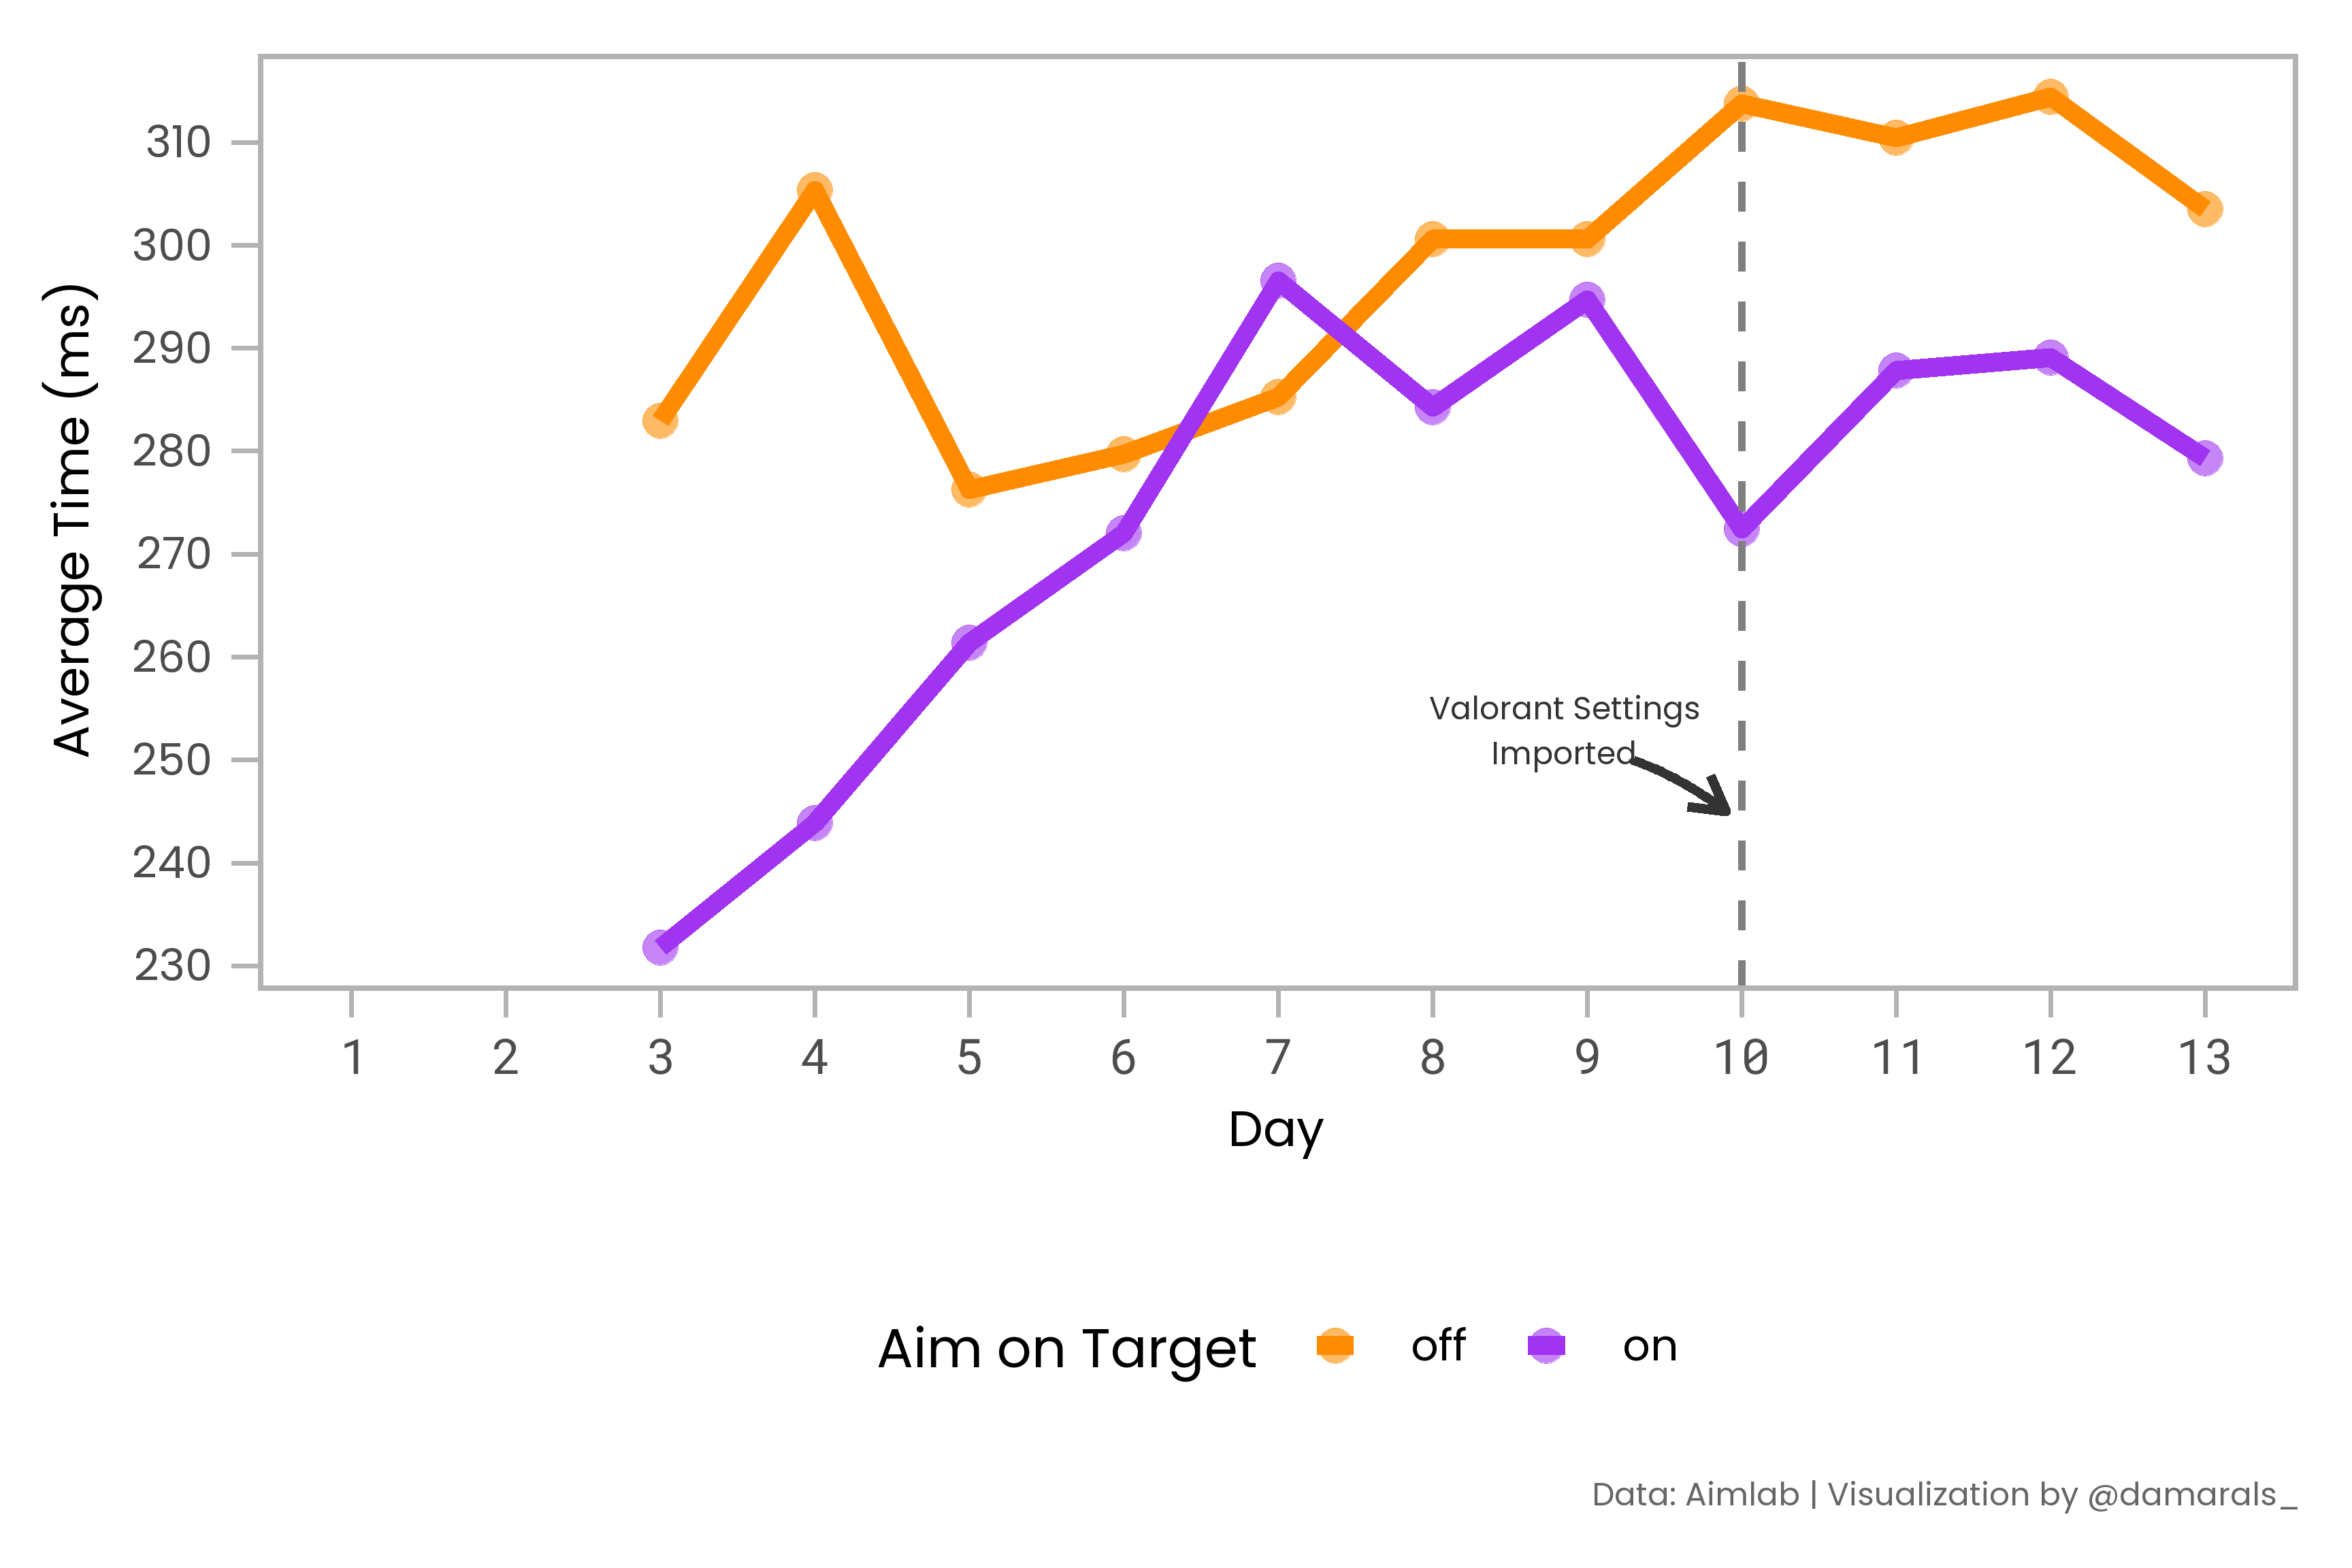 Average Time (ms)
310
300
290
280
270
260
250
240
230
Valorant Settings
Imported
1 2 3 4 5 6 7 8 9 10 11 12 13
Day
Aim on Target off on
Data: Aimlab | Visualization by @damarals_